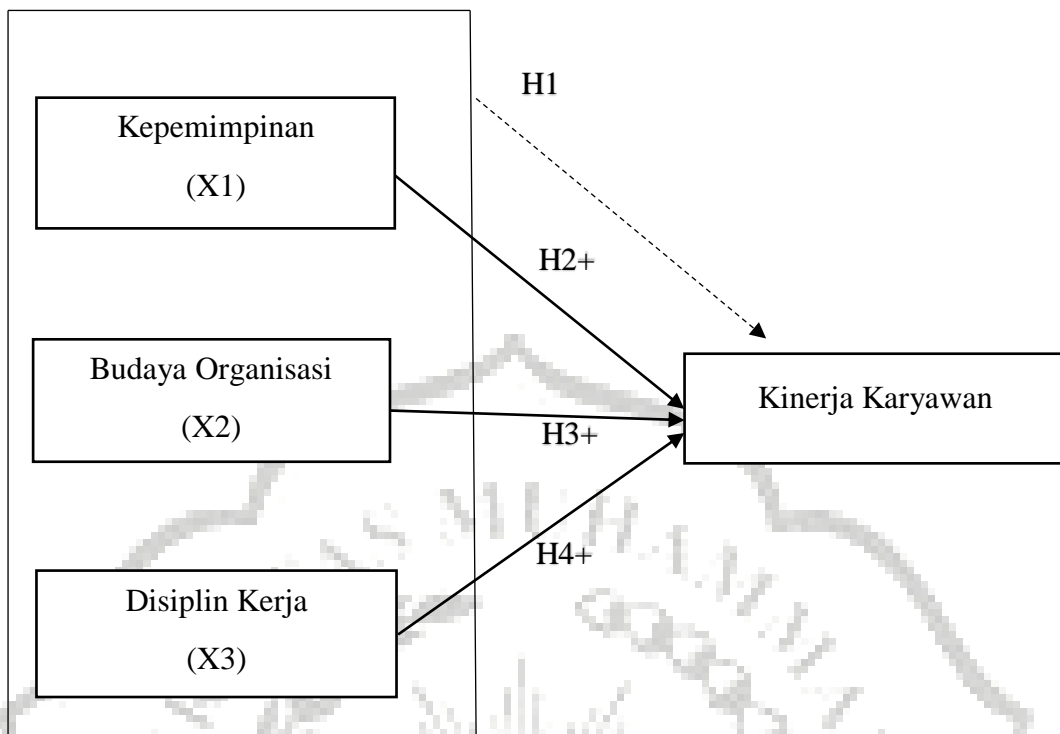 H1
Kepemimpinan
(X1)
H2+
Budaya Organisasi
(X2)
Kinerja Karyawan
H3+
H4+
Disiplin Kerja
(X3)